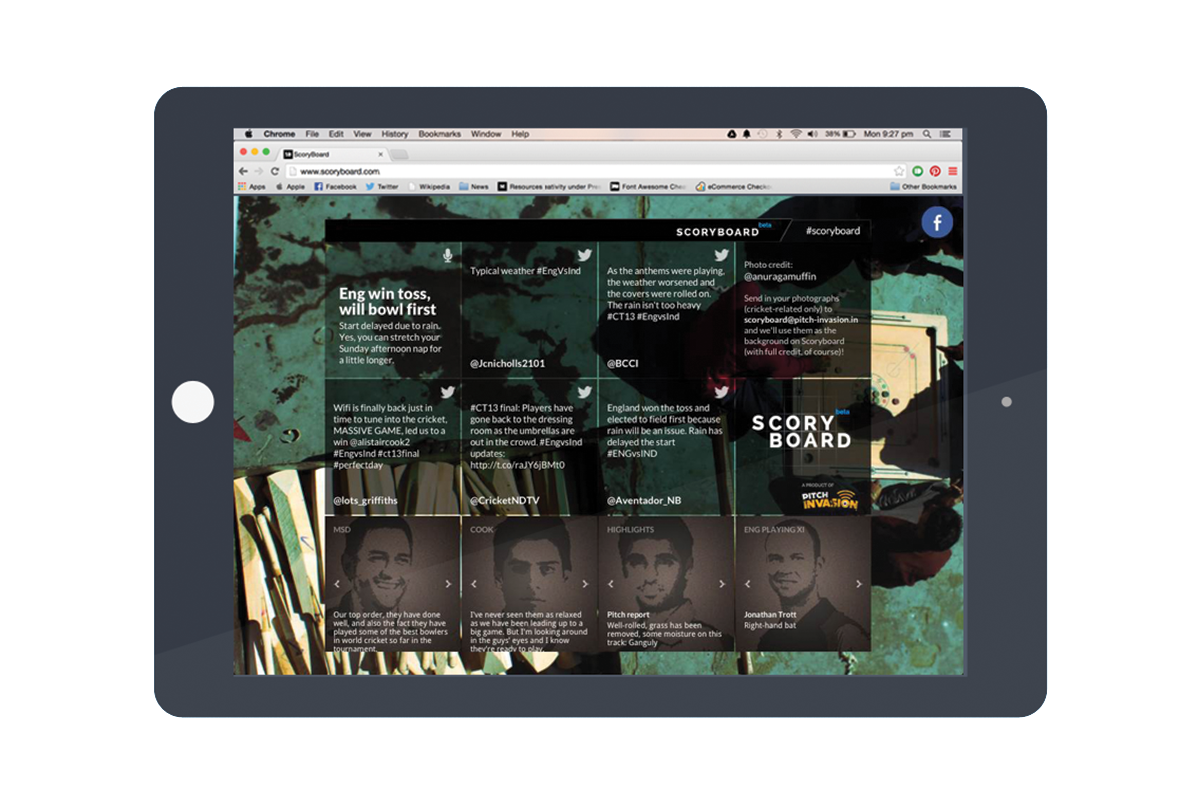 Chrome File Edit View History Bookmarks Window Help 38% Mon 9:27 pm
ScoryBoard
www.scoryboard.com
Apps Apple Facebook Twitter Wikipedia News Resources sativity under Pre Font Awesome Chec eCommerce Checki Other Bookmarks
SCORYBOARD beta #scoryboard
Eng win toss,
will bowl first
Start delayed due to rain.
Yes, you can stretch your
Sunday afternoon nap for
a little longer.
Typical weather #EngVsInd
@Jcnicholls2101
As the anthems were playing,
the weather worsened and
the covers were rolled on.
The rain isn't too heavy
#CT13 #EngvsInd
@BCCI
Photo credit:
@anuragamuffin
Send in your photographs
(cricket-related only) to
scoryboard@pitch-invasion.in
and we'll use them as the
background on Scoryboard
(with full credit, of course)!
Wifi is finally back just in
time to tune into the cricket,
MASSIVE GAME, led us to a
win @alistaircook2
#EngvsInd #ct13final
#perfectday
@lots_griffiths
#CT13 final: Players have
gone back to the dressing
room as the umbrellas are
out in the crowd. #EngvsInd
updates:
http://t.co/raJY6jBMt0
@CricketNDTV
England won the toss and
elected to field first because
rain will be an issue. Rain has
delayed the start
#ENGvsIND
@Aventador_NB
SCORY beta
BOARD
A PRODUCT OF
PITCH
INVASION
MSD
Our top order, they have done
well, and also the fact they have
played some of the best bowlers
in world cricket so far in the
tournament.
COOK
I've never seen them as relaxed
as we have been leading up to a
big game. But I'm looking around
in the guys' eyes and I know
they're ready to play.
HIGHLIGHTS
Pitch report
Well-rolled, grass has been
removed, some moisture on this
track: Ganguly
ENG PLAYING XI
Jonathan Trott
Right-hand bat